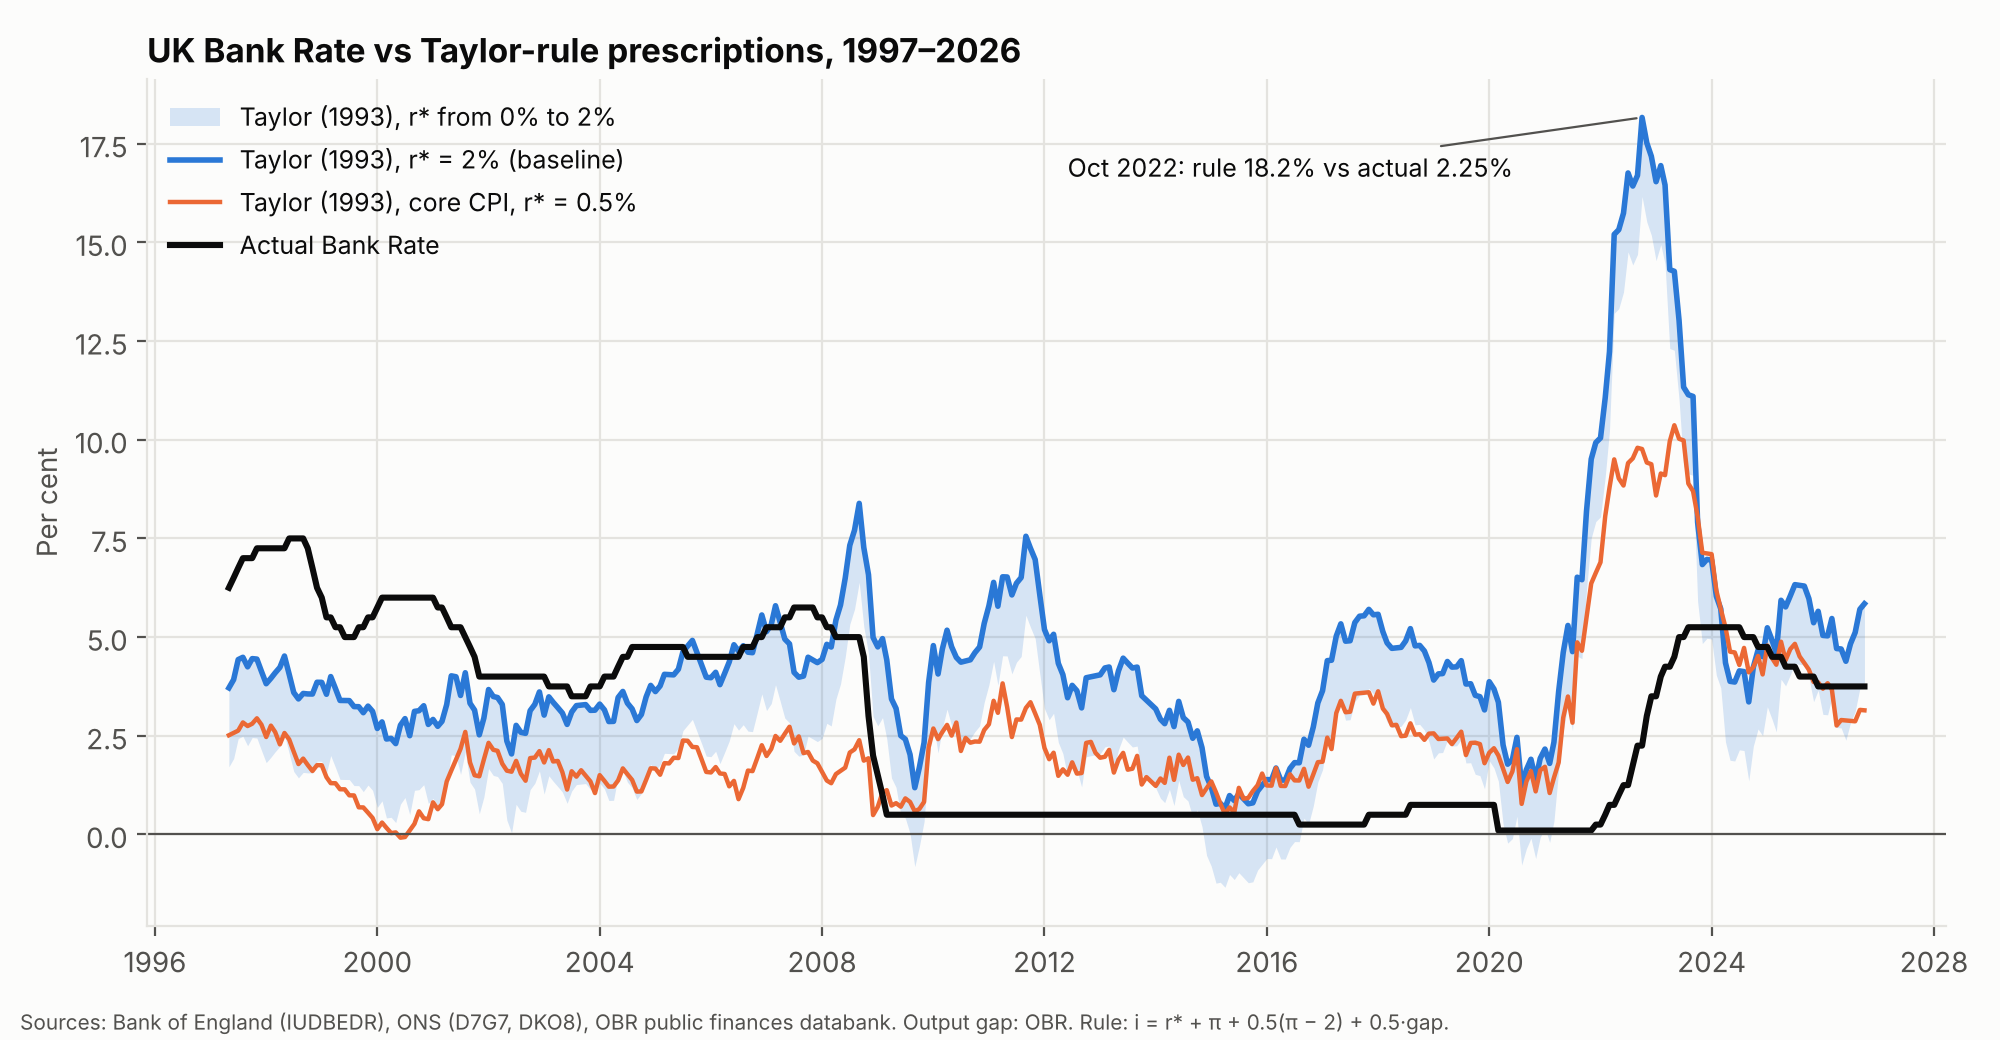 UK Bank Rate vs Taylor-rule prescriptions, 1997–2026
Taylor (1993), r* from 0% to 2%
Taylor (1993), r* = 2% (baseline)
Taylor (1993), core CPI, r* = 0.5%
Actual Bank Rate
Oct 2022: rule 18.2% vs actual 2.25%
Per cent
17.5
15.0
12.5
10.0
7.5
5.0
2.5
0.0
1996 2000 2004 2008 2012 2016 2020 2024 2028
Sources: Bank of England (IUDBEDR), ONS (D7G7, DKO8), OBR public finances databank. Output gap: OBR. Rule: i = r* + π + 0.5(π − 2) + 0.5·gap.